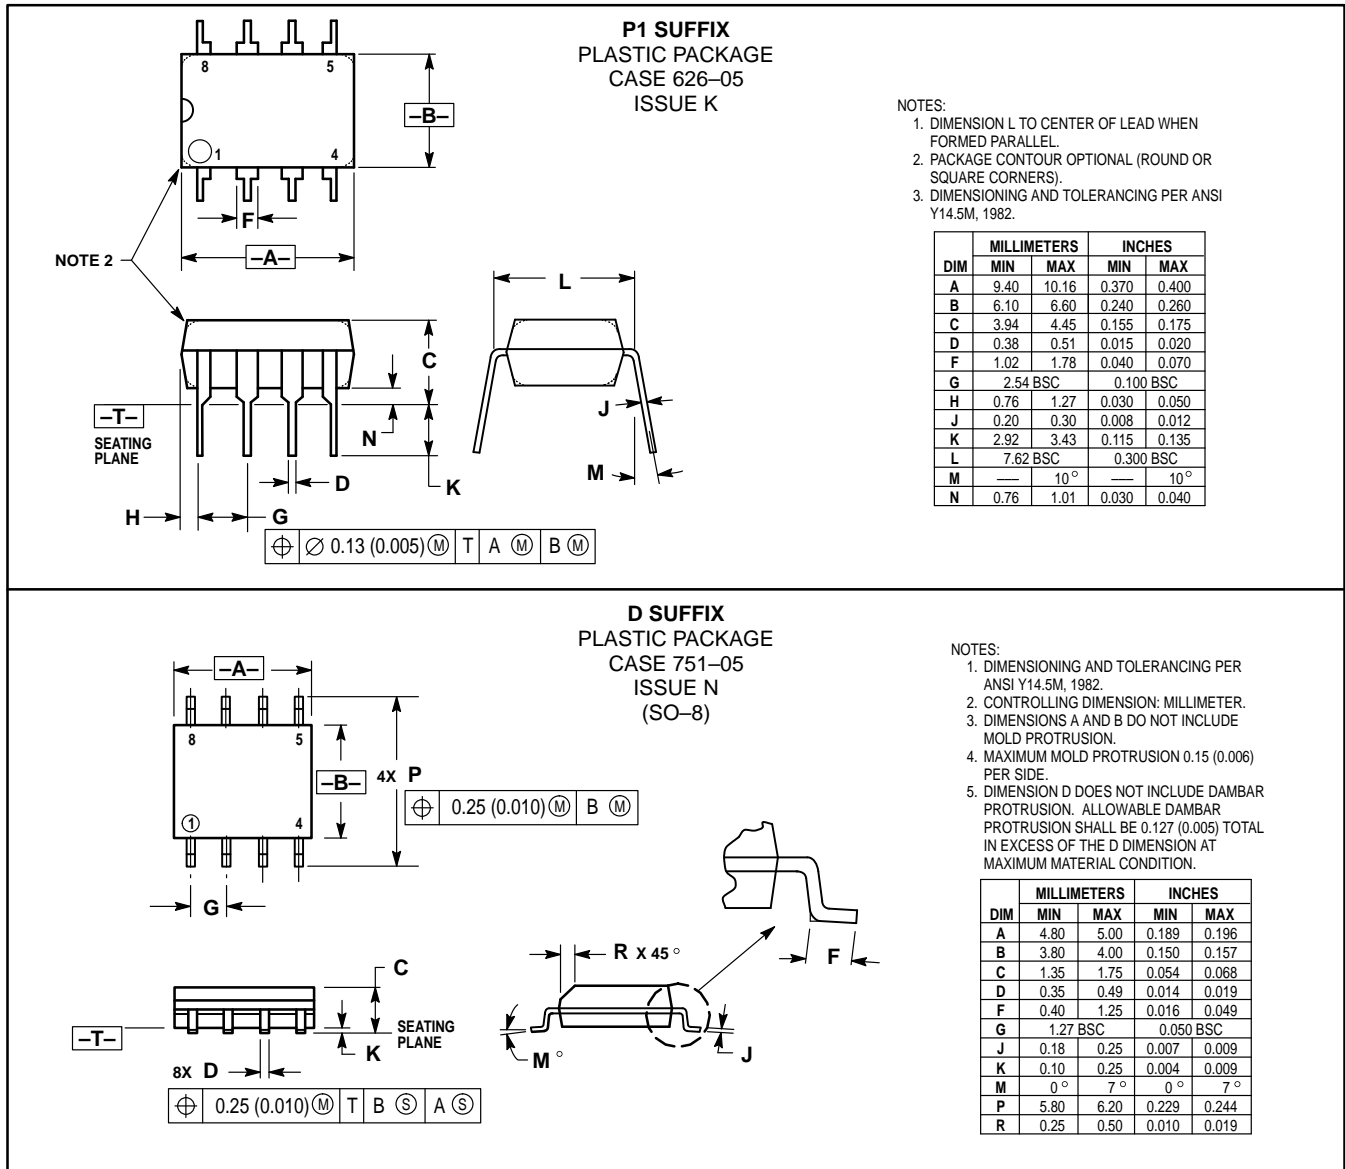 P1 SUFFIX
PLASTIC PACKAGE
CASE 626–05
ISSUE K
8 5
1 4
–B–
F
–A–
NOTE 2
L
C
–T–
SEATING
PLANE
N
J
M
D
K
H
G
⌖ ∅ 0.13 (0.005) Ⓜ T A Ⓜ B Ⓜ
NOTES:
1. DIMENSION L TO CENTER OF LEAD WHEN
FORMED PARALLEL.
2. PACKAGE CONTOUR OPTIONAL (ROUND OR
SQUARE CORNERS).
3. DIMENSIONING AND TOLERANCING PER ANSI
Y14.5M, 1982.
MILLIMETERS INCHES
DIM MIN MAX MIN MAX
A 9.40 10.16 0.370 0.400
B 6.10 6.60 0.240 0.260
C 3.94 4.45 0.155 0.175
D 0.38 0.51 0.015 0.020
F 1.02 1.78 0.040 0.070
G 2.54 BSC 0.100 BSC
H 0.76 1.27 0.030 0.050
J 0.20 0.30 0.008 0.012
K 2.92 3.43 0.115 0.135
L 7.62 BSC 0.300 BSC
M — 10° — 10°
N 0.76 1.01 0.030 0.040
D SUFFIX
PLASTIC PACKAGE
CASE 751–05
ISSUE N
(SO–8)
–A–
8 5
1 4
–B–
4X P
⌖ 0.25 (0.010) Ⓜ B Ⓜ
G
C
–T–
SEATING
PLANE
K
8X D
⌖ 0.25 (0.010) Ⓜ T B Ⓢ A Ⓢ
R X 45°
M°
J
F
NOTES:
1. DIMENSIONING AND TOLERANCING PER
ANSI Y14.5M, 1982.
2. CONTROLLING DIMENSION: MILLIMETER.
3. DIMENSIONS A AND B DO NOT INCLUDE
MOLD PROTRUSION.
4. MAXIMUM MOLD PROTRUSION 0.15 (0.006)
PER SIDE.
5. DIMENSION D DOES NOT INCLUDE DAMBAR
PROTRUSION. ALLOWABLE DAMBAR
PROTRUSION SHALL BE 0.127 (0.005) TOTAL
IN EXCESS OF THE D DIMENSION AT
MAXIMUM MATERIAL CONDITION.
MILLIMETERS INCHES
DIM MIN MAX MIN MAX
A 4.80 5.00 0.189 0.196
B 3.80 4.00 0.150 0.157
C 1.35 1.75 0.054 0.068
D 0.35 0.49 0.014 0.019
F 0.40 1.25 0.016 0.049
G 1.27 BSC 0.050 BSC
J 0.18 0.25 0.007 0.009
K 0.10 0.25 0.004 0.009
M 0° 7° 0° 7°
P 5.80 6.20 0.229 0.244
R 0.25 0.50 0.010 0.019